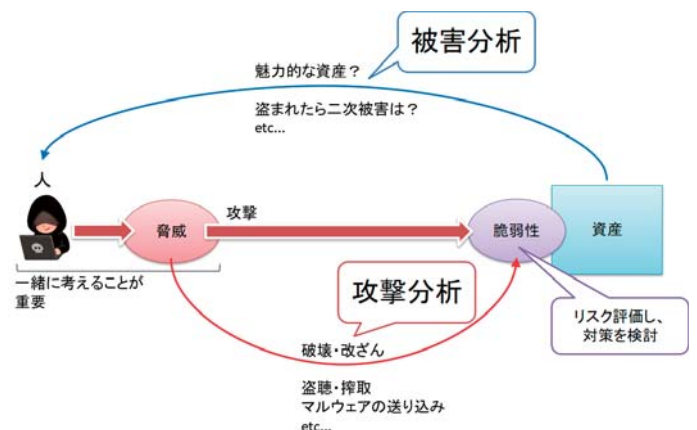 被害分析
魅力的な資産？
盗まれたら二次被害は？
etc...
人
脅威
攻撃
脆弱性
資産
一緒に考えることが
重要
攻撃分析
リスク評価し、
対策を検討
破壊・改ざん
盗聴・搾取
マルウェアの送り込み
etc...